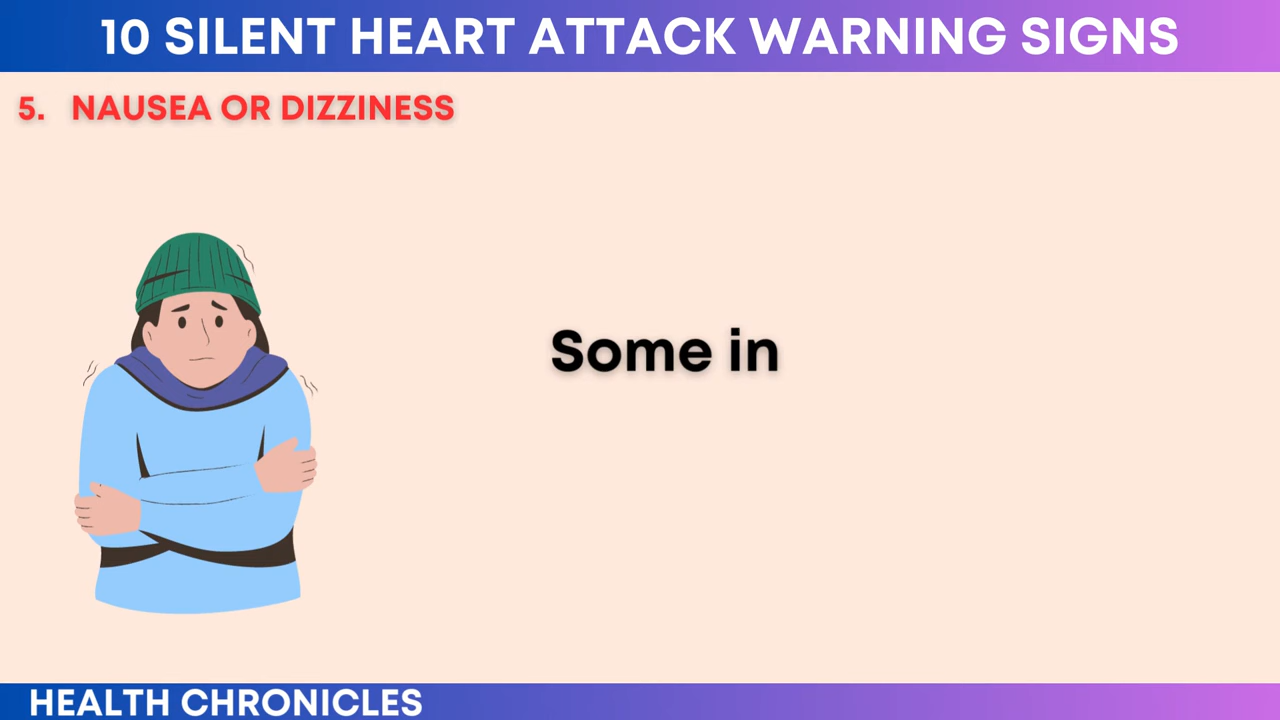 10 SILENT HEART ATTACK WARNING SIGNS
5. NAUSEA OR DIZZINESS
Some in
HEALTH CHRONICLES